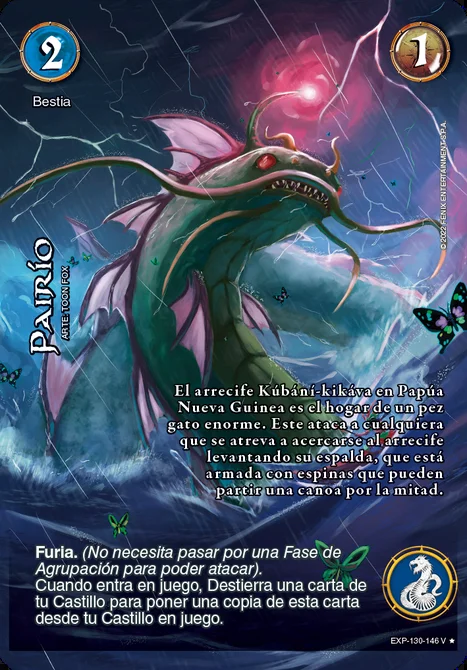 2
1
Bestia
©2022 FENIX ENTERTAINMENT S.P.A.
Pairío
ARTE: TOON FOX
El arrecife Kúbání-kikáva en Papúa
Nueva Guinea es el hogar de un pez
gato enorme. Este ataca a cualquiera
que se atreva a acercarse al arrecife
levantando su espalda, que está
armada con espinas que pueden
partir una canoa por la mitad.
Furia. (No necesita pasar por una Fase de
Agrupación para poder atacar).
Cuando entra en juego, Destierra una carta de
tu Castillo para poner una copia de esta carta
desde tu Castillo en juego.
EXP-130-146 V ★